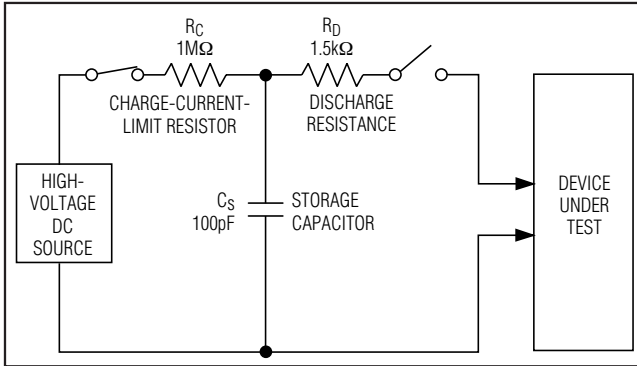 R_C
1MΩ
CHARGE-CURRENT-
LIMIT RESISTOR
R_D
1.5kΩ
DISCHARGE
RESISTANCE
HIGH-
VOLTAGE
DC
SOURCE
C_S
100pF
STORAGE
CAPACITOR
DEVICE
UNDER
TEST